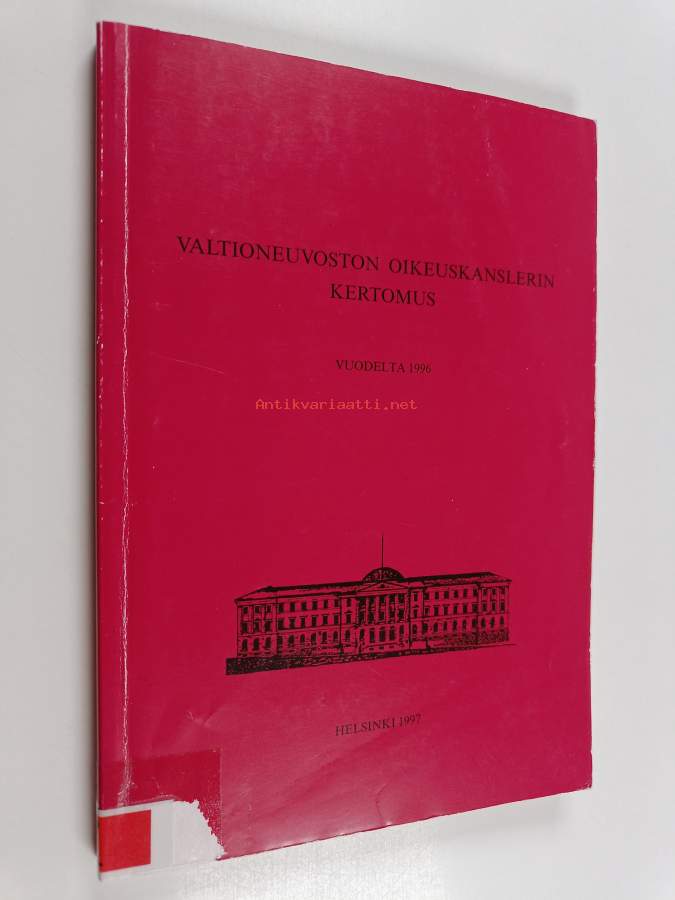 VALTIONEUVOSTON OIKEUSKANSLERIN
KERTOMUS
VUODELTA 1996
Antikvariaatti.net
HELSINKI 1997